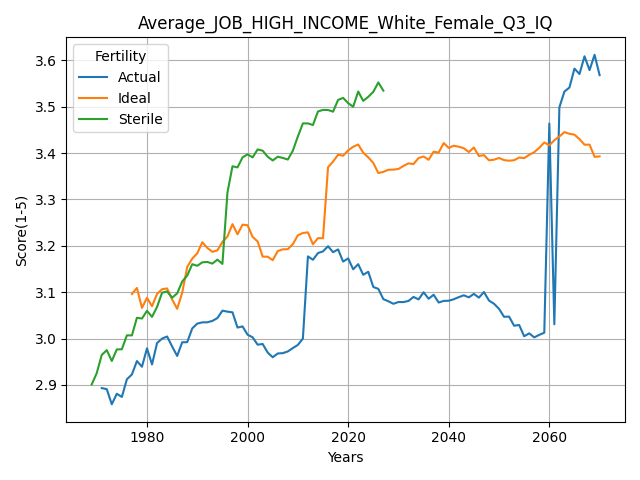 Average_JOB_HIGH_INCOME_White_Female_Q3_IQ
Fertility
Actual
Ideal
Sterile
Score(1-5)
3.6
3.5
3.4
3.3
3.2
3.1
3.0
2.9
1980 2000 2020 2040 2060
Years